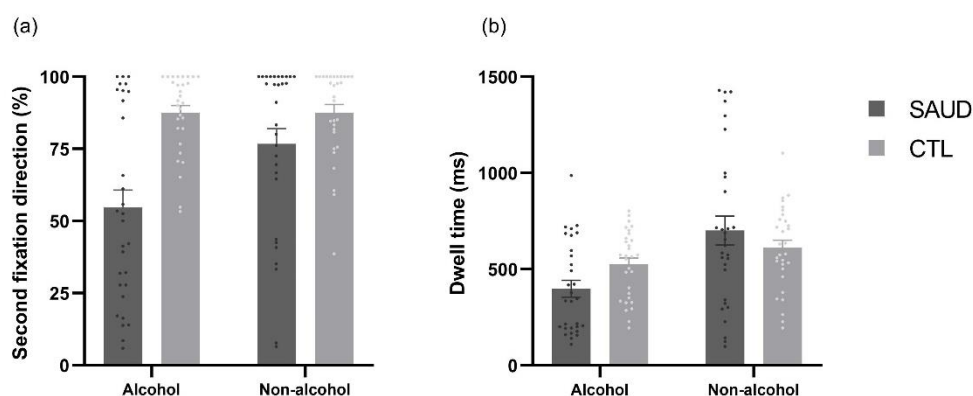 (a)
Second fixation direction (%)
100
75
50
25
0
Alcohol
Non-alcohol
(b)
Dwell time (ms)
1500
1000
500
0
Alcohol
Non-alcohol
SAUD
CTL